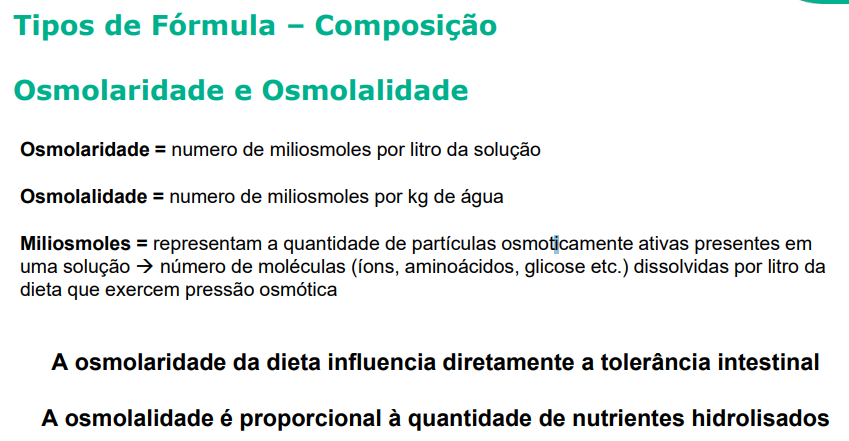 Tipos de Fórmula – Composição
Osmolaridade e Osmolalidade
Osmolaridade = numero de miliosmoles por litro da solução
Osmolalidade = numero de miliosmoles por kg de água
Miliosmoles = representam a quantidade de partículas osmoticamente ativas presentes em
uma solução → número de moléculas (íons, aminoácidos, glicose etc.) dissolvidas por litro da
dieta que exercem pressão osmótica
A osmolaridade da dieta influencia diretamente a tolerância intestinal
A osmolalidade é proporcional à quantidade de nutrientes hidrolisados